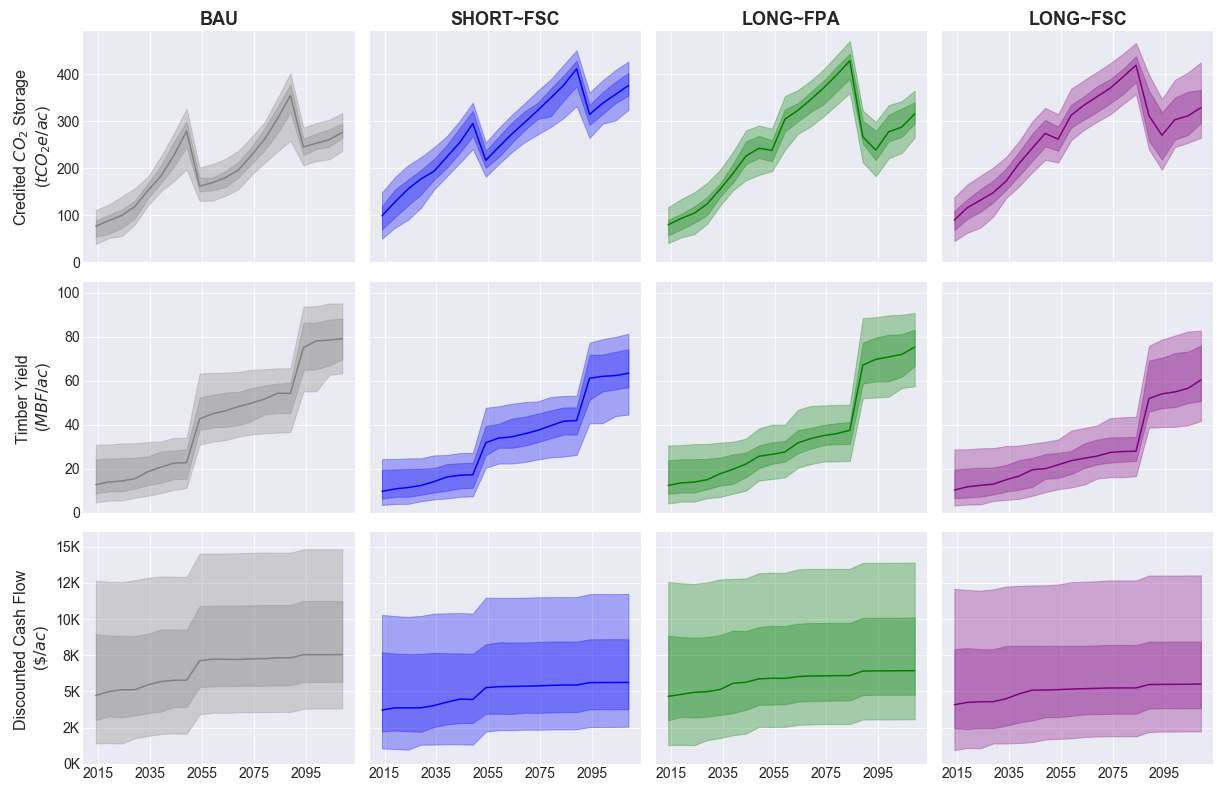 BAU
SHORT~FSC
LONG~FPA
LONG~FSC
Credited CO₂ Storage
(tCO₂e/ac)
400
300
200
100
0
Timber Yield
(MBF/ac)
100
80
60
40
20
0
Discounted Cash Flow
($/ac)
15K
12K
10K
8K
5K
2K
0K
2015 2035 2055 2075 2095
2015 2035 2055 2075 2095
2015 2035 2055 2075 2095
2015 2035 2055 2075 2095